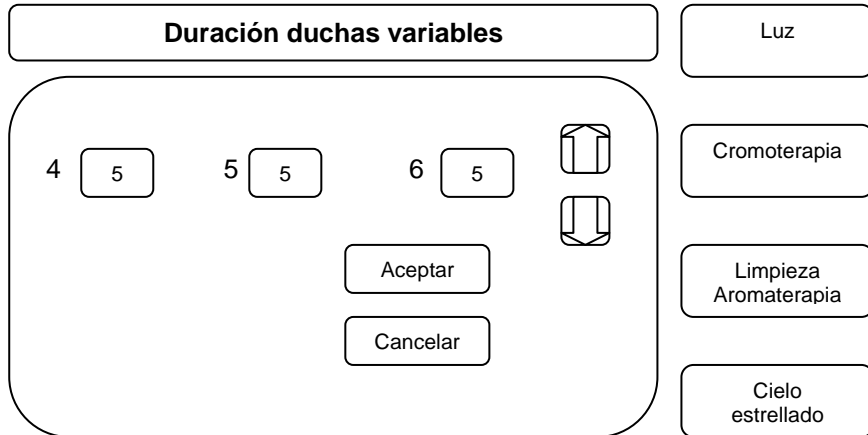 Duración duchas variables
Luz
4 5 5 5 6 5
Cromoterapia
Aceptar
Limpieza
Aromaterapia
Cancelar
Cielo
estrellado